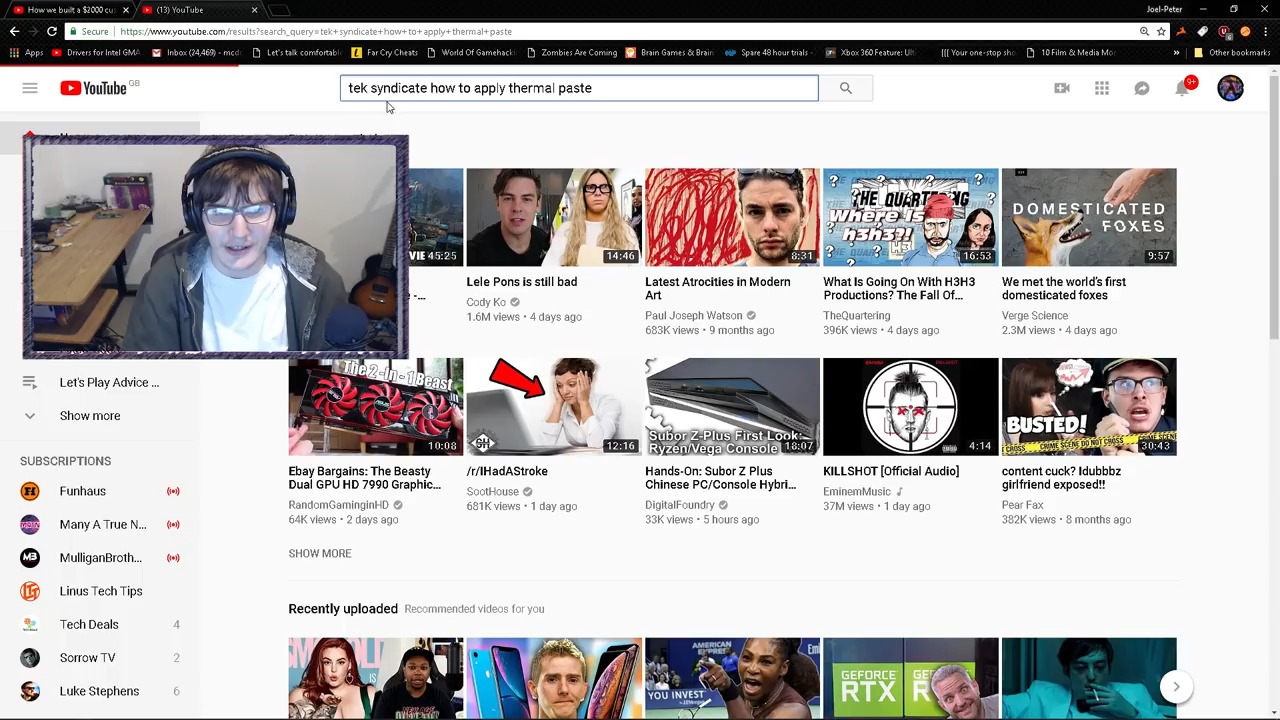 How we built a $2000 cu
(13) YouTube
Joel-Peter
Secure
https://www.youtube.com/results?search_query=tek+syndicate+how+to+apply+thermal+paste
Apps
Drivers for Intel GMA
Inbox (24,469) - mcd
Let's talk comfortabl
Far Cry Cheats
World Of Gamehack
Zombies Are Coming
Brain Games & Brain
Spare 48 hour trials -
Xbox 360 Feature: Ult
[[[ Your one-stop sho
10 Film & Media Mor
Other bookmarks
YouTube GB
tek syndicate how to apply thermal paste
9+
VIE 45:25
14:46
8:31
THE QUARTERING
Where is h3h3?!
16:53
DOMESTICATED
FOXES
9:57
Lele Pons is still bad
Cody Ko
1.6M views • 4 days ago
Latest Atrocities in Modern
Art
Paul Joseph Watson
683K views • 9 months ago
What Is Going On With H3H3
Productions? The Fall Of...
TheQuartering
396K views • 4 days ago
We met the world's first
domesticated foxes
Verge Science
2.3M views • 4 days ago
Let's Play Advice ...
Show more
SUBSCRIPTIONS
Funhaus
Many A True N...
MulliganBroth...
Linus Tech Tips
Tech Deals 4
Sorrow TV 2
Luke Stephens 6
The 2-In-1 Beast
10:08
12:16
Subor Z-Plus First Look:
Ryzen/Vega Console
18:07
4:14
BUSTED!
CRIME SCENE DO NOT CROSS
30:43
Ebay Bargains: The Beasty
Dual GPU HD 7990 Graphic...
RandomGaminginHD
64K views • 2 days ago
/r/IHadAStroke
SootHouse
681K views • 1 day ago
Hands-On: Subor Z Plus
Chinese PC/Console Hybri...
DigitalFoundry
33K views • 5 hours ago
KILLSHOT [Official Audio]
EminemMusic
37M views • 1 day ago
content cuck? Idubbbz
girlfriend exposed!!
Pear Fax
382K views • 8 months ago
SHOW MORE
Recently uploaded
Recommended videos for you
AMERICAN EXPRESS
YOU INVEST
GEFORCE
RTX